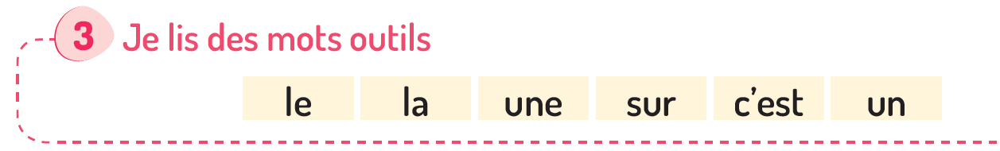 3 Je lis des mots outils
le la une sur c'est un